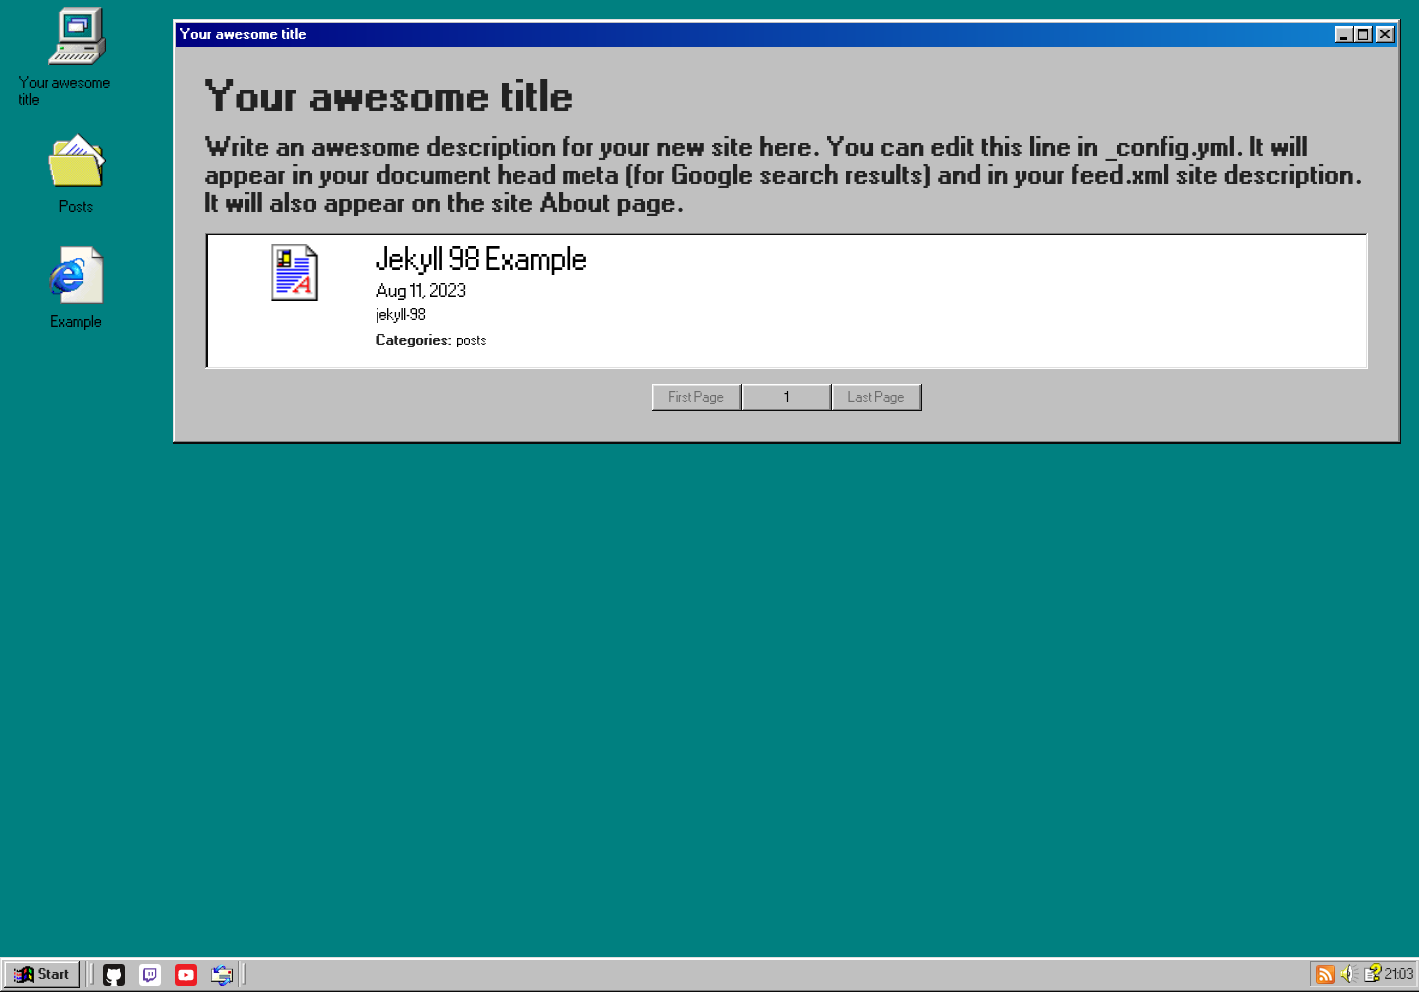 Your awesome title
Your awesome
title
Posts
Example
Your awesome title
Write an awesome description for your new site here. You can edit this line in _config.yml. It will
appear in your document head meta (for Google search results) and in your feed.xml site description.
It will also appear on the site About page.
Jekyll 98 Example
Aug 11, 2023
jekyll-98
Categories: posts
First Page
1
Last Page
Start
21:03